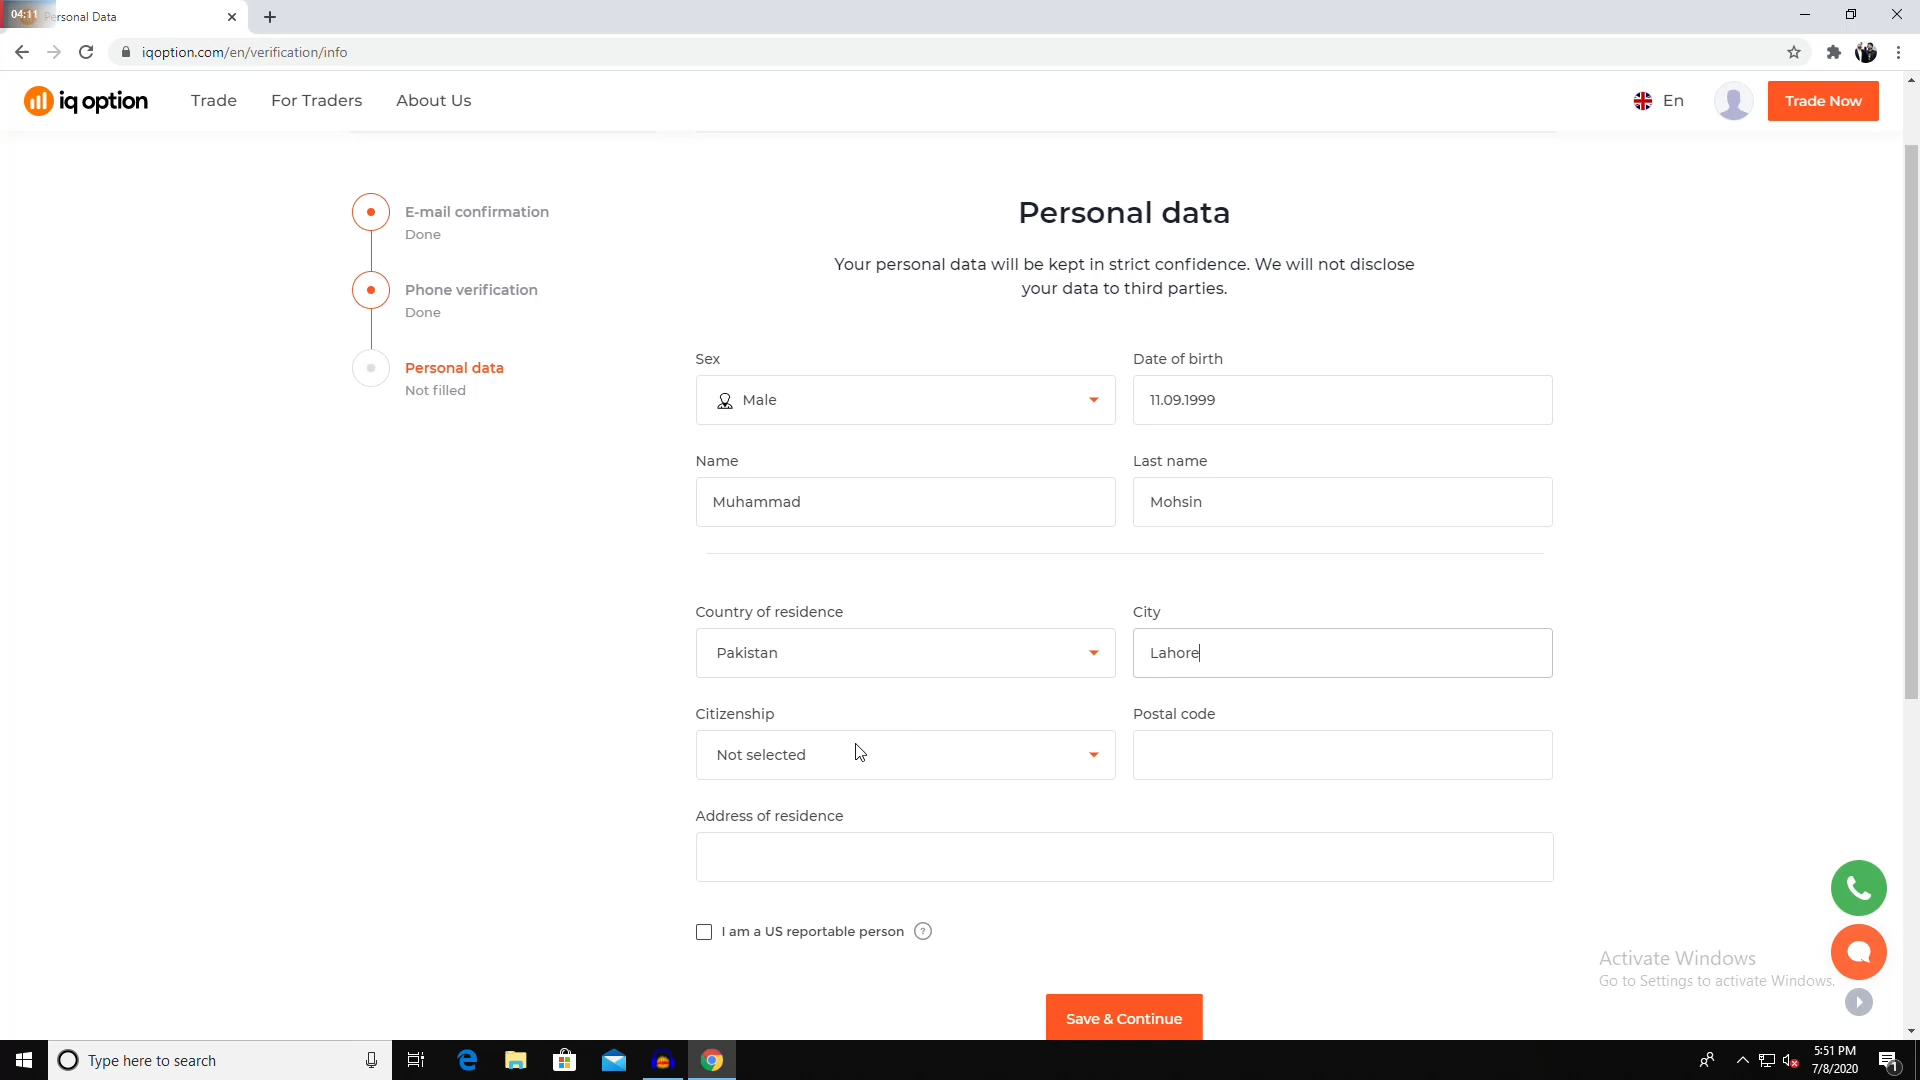 04:11
ersonal Data
iqoption.com/en/verification/info
iq option
Trade
For Traders
About Us
En
Trade Now
E-mail confirmation
Done
Phone verification
Done
Personal data
Not filled
Personal data
Your personal data will be kept in strict confidence. We will not disclose
your data to third parties.
Sex
Date of birth
Male
11.09.1999
Name
Last name
Muhammad
Mohsin
Country of residence
City
Pakistan
Lahore
Citizenship
Postal code
Not selected
Address of residence
I am a US reportable person ?
Activate Windows
Go to Settings to activate Windows.
Save & Continue
Type here to search
5:51 PM
7/8/2020
1